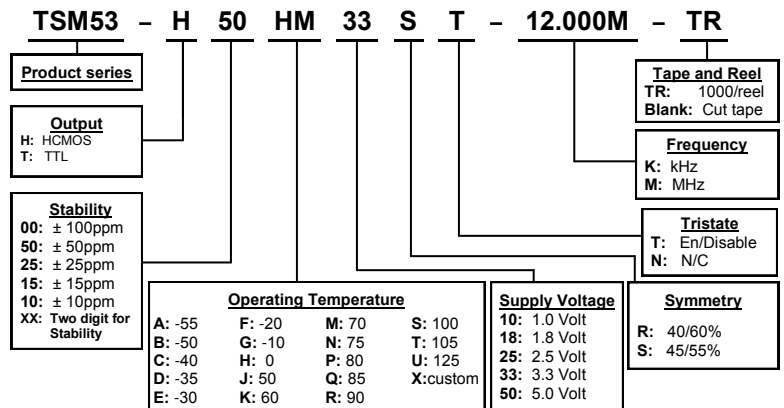 TSM53 – H 50 HM 33 S T – 12.000M – TR
Product series
Output
H: HCMOS
T: TTL
Stability
00: ± 100ppm
50: ± 50ppm
25: ± 25ppm
15: ± 15ppm
10: ± 10ppm
XX: Two digit for
Stability
Operating Temperature
A: -55 F: -20 M: 70 S: 100
B: -50 G: -10 N: 75 T: 105
C: -40 H: 0 P: 80 U: 125
D: -35 J: 50 Q: 85 X:custom
E: -30 K: 60 R: 90
Supply Voltage
10: 1.0 Volt
18: 1.8 Volt
25: 2.5 Volt
33: 3.3 Volt
50: 5.0 Volt
Symmetry
R: 40/60%
S: 45/55%
Tristate
T: En/Disable
N: N/C
Frequency
K: kHz
M: MHz
Tape and Reel
TR: 1000/reel
Blank: Cut tape